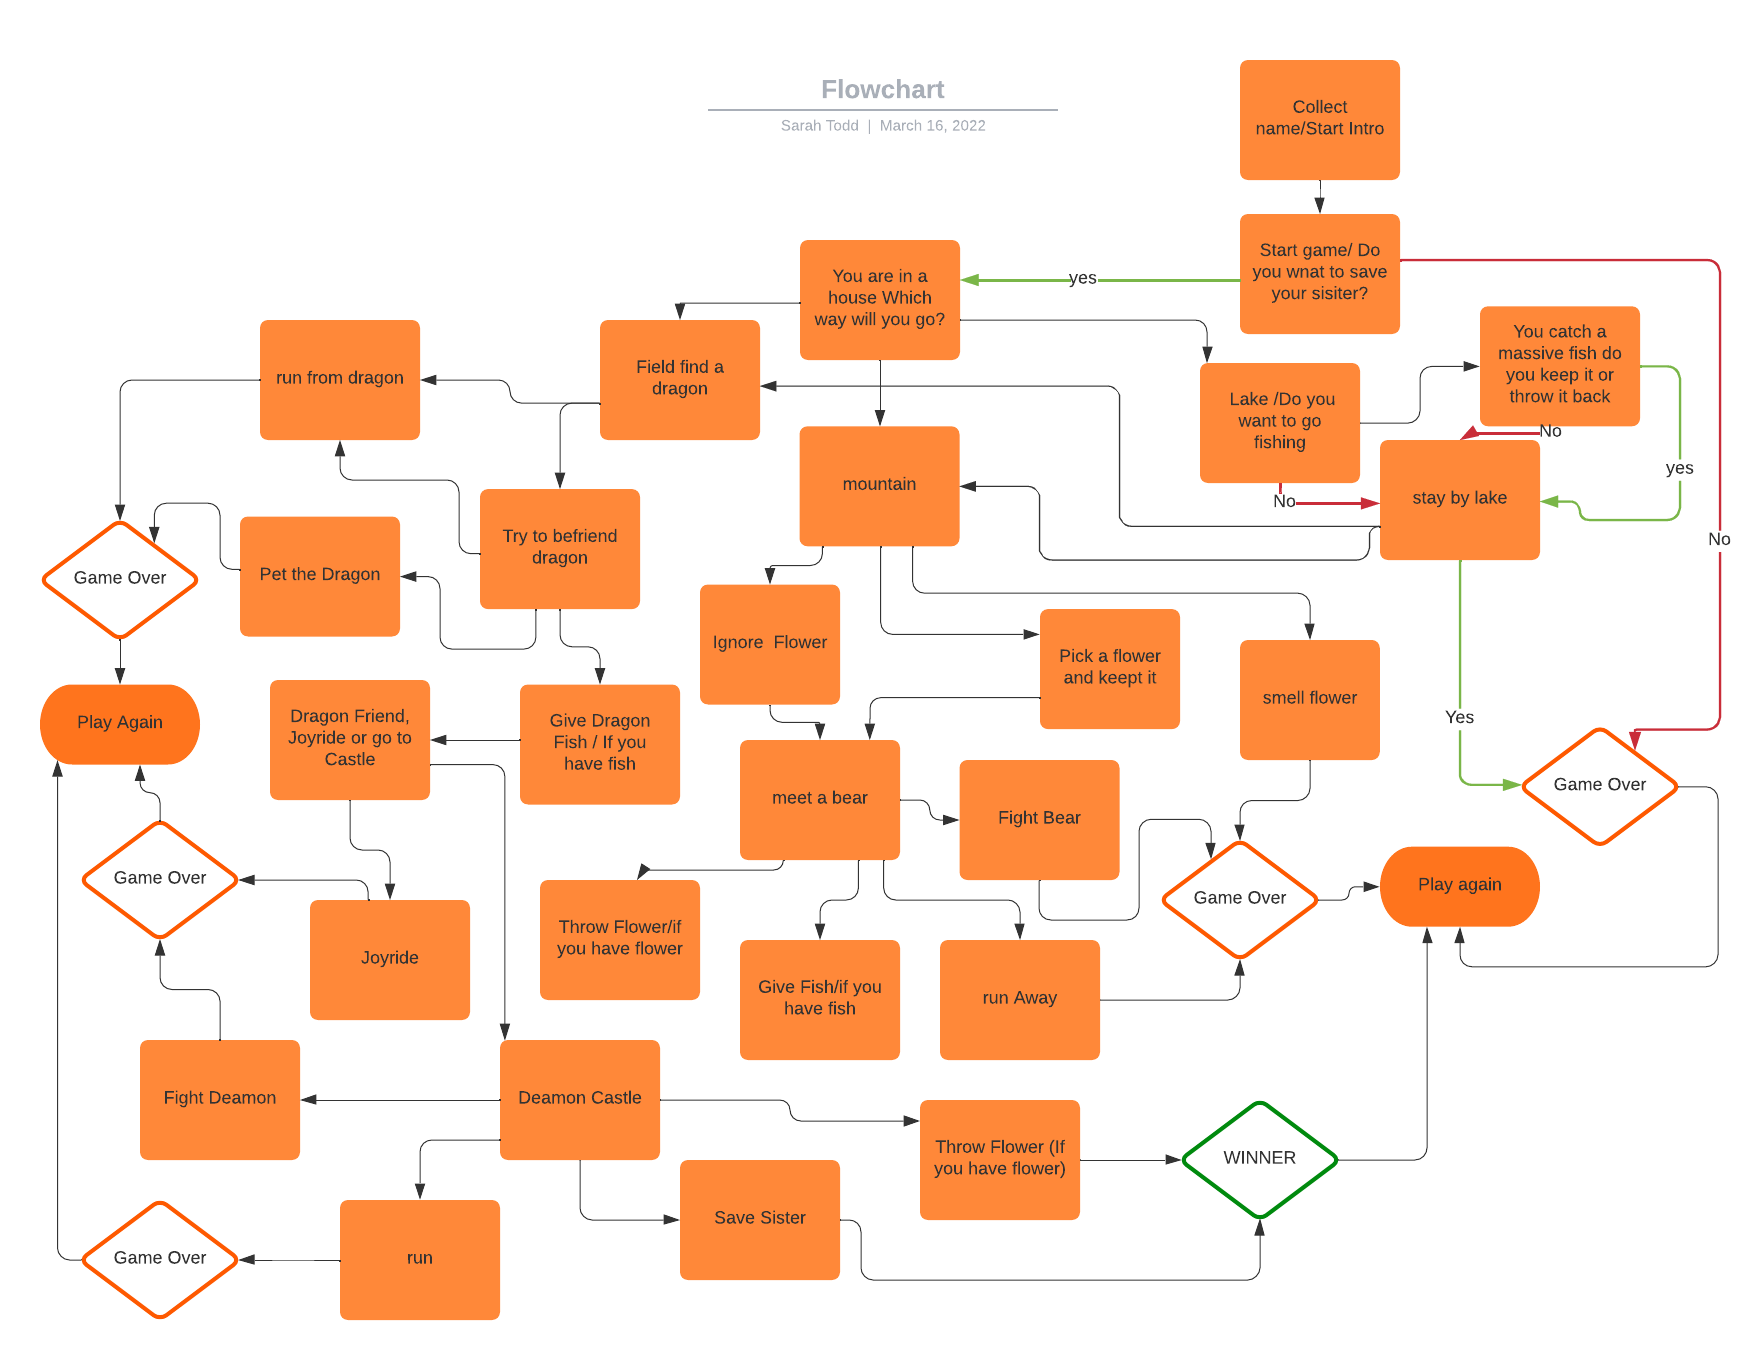 Flowchart
Sarah Todd | March 16, 2022
Collect
name/Start Intro
Start game/ Do
you wnat to save
your sisiter?
yes
You are in a
house Which
way will you go?
You catch a
massive fish do
you keep it or
throw it back
run from dragon
Field find a
dragon
Lake /Do you
want to go
fishing
No
yes
mountain
stay by lake
No
No
Try to befriend
dragon
Game Over
Pet the Dragon
Ignore  Flower
Pick a flower
and keept it
smell flower
Yes
Play Again
Dragon Friend,
Joyride or go to
Castle
Give Dragon
Fish / If you
have fish
meet a bear
Fight Bear
Game Over
Game Over
Game Over
Play again
Throw Flower/if
you have flower
Joyride
Give Fish/if you
have fish
run Away
Fight Deamon
Deamon Castle
Throw Flower (If
you have flower)
WINNER
Save Sister
Game Over
run